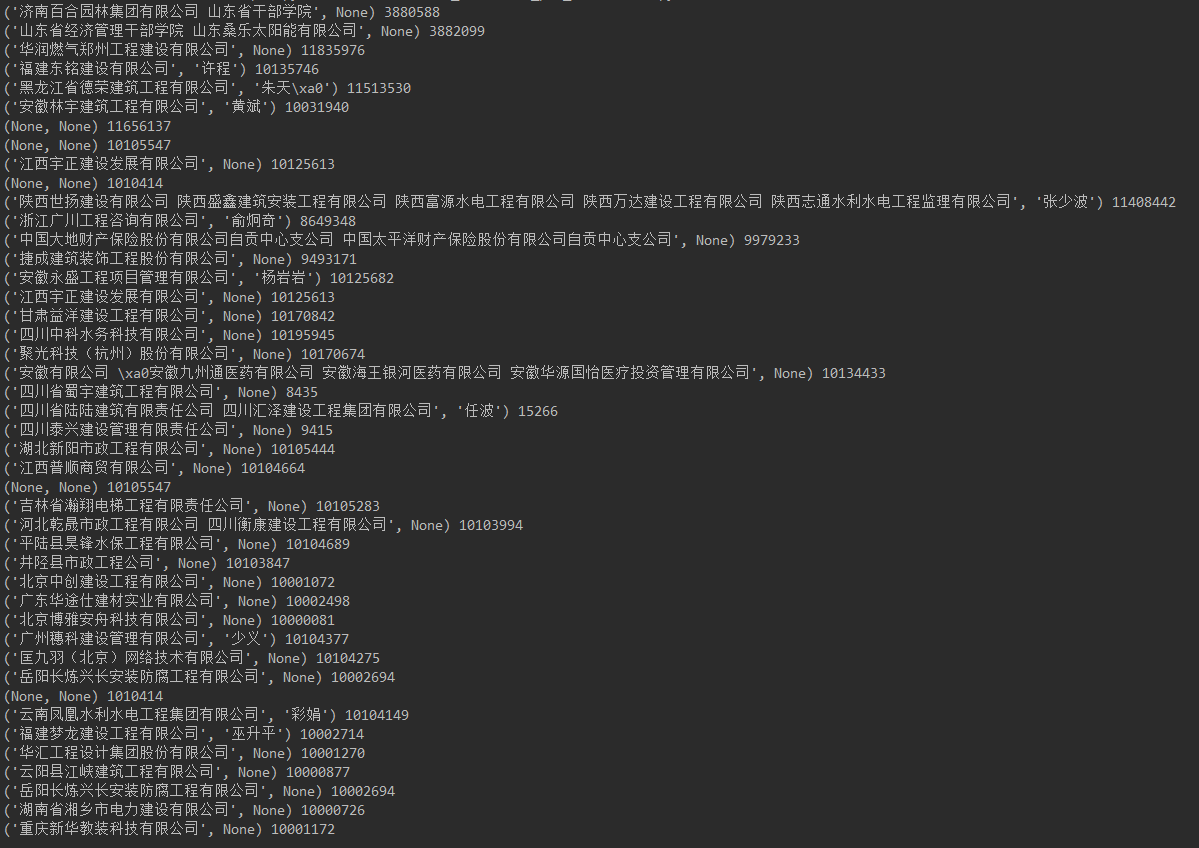 ('济南百合园林集团有限公司 山东省干部学院', None) 3880588
('山东省经济管理干部学院 山东桑乐太阳能有限公司', None) 3882099
('华润燃气郑州工程建设有限公司', None) 11835976
('福建东铭建设有限公司', '许程') 10135746
('黑龙江省德荣建筑工程有限公司', '朱天\xa0') 11513530
('安徽林宇建筑工程有限公司', '黄斌') 10031940
(None, None) 11656137
(None, None) 10105547
('江西宇正建设发展有限公司', None) 10125613
(None, None) 1010414
('陕西世扬建设有限公司 陕西盛鑫建筑安装工程有限公司 陕西富源水电工程有限公司 陕西万达建设工程有限公司 陕西志通水利水电工程监理有限公司', '张少波') 11408442
('浙江广川工程咨询有限公司', '俞炯奇') 8649348
('中国大地财产保险股份有限公司自贡中心支公司 中国太平洋财产保险股份有限公司自贡中心支公司', None) 9979233
('捷成建筑装饰工程股份有限公司', None) 9493171
('安徽永盛工程项目管理有限公司', '杨岩岩') 10125682
('江西宇正建设发展有限公司', None) 10125613
('甘肃益洋建设工程有限公司', None) 10170842
('四川中科水务科技有限公司', None) 10195945
('聚光科技（杭州）股份有限公司', None) 10170674
('安徽有限公司 \xa0安徽九州通医药有限公司 安徽海王银河医药有限公司 安徽华源国怡医疗投资管理有限公司', None) 10134433
('四川省蜀宇建筑工程有限公司', None) 8435
('四川省陆陆建筑有限责任公司 四川汇泽建设工程集团有限公司', '任波') 15266
('四川泰兴建设管理有限责任公司', None) 9415
('湖北新阳市政工程有限公司', None) 10105444
('江西普顺商贸有限公司', None) 10104664
(None, None) 10105547
('吉林省瀚翔电梯工程有限责任公司', None) 10105283
('河北乾晟市政工程有限公司 四川衡康建设工程有限公司', None) 10103994
('平陆县昊锋水保工程有限公司', None) 10104689
('井陉县市政工程公司', None) 10103847
('北京中创建设工程有限公司', None) 10001072
('广东华途仕建材实业有限公司', None) 10002498
('北京博雅安舟科技有限公司', None) 10000081
('广州穗科建设管理有限公司', '少义') 10104377
('匡九羽（北京）网络技术有限公司', None) 10104275
('岳阳长炼兴长安装防腐工程有限公司', None) 10002694
(None, None) 1010414
('云南凤凰水利水电工程集团有限公司', '彩娟') 10104149
('福建梦龙建设工程有限公司', '巫升平') 10002714
('华汇工程设计集团股份有限公司', None) 10001270
('云阳县江峡建筑工程有限公司', None) 10000877
('岳阳长炼兴长安装防腐工程有限公司', None) 10002694
('湖南省湘乡市电力建设有限公司', None) 10000726
('重庆新华教装科技有限公司', None) 10001172